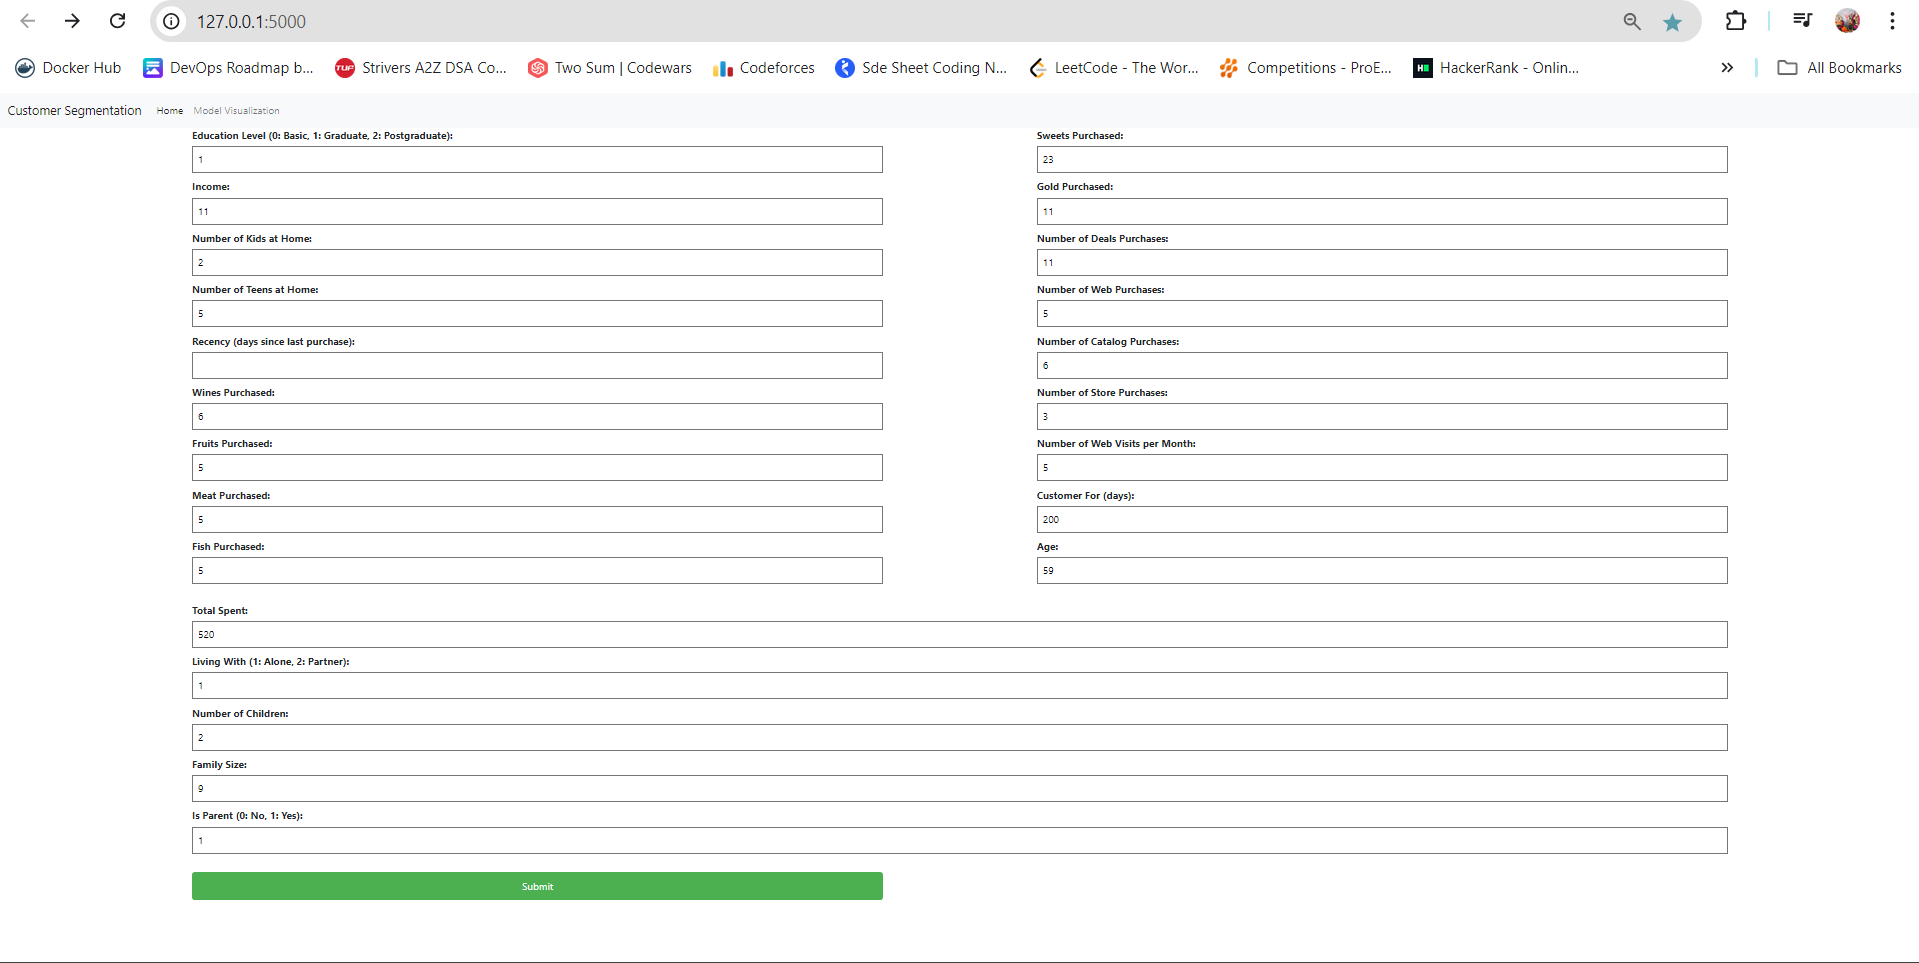 127.0.0.1:5000
Docker Hub DevOps Roadmap b... Strivers A2Z DSA Co... Two Sum | Codewars Codeforces Sde Sheet Coding N... LeetCode - The Wor... Competitions - ProE... HackerRank - Onlin... All Bookmarks
Customer Segmentation Home Model Visualization
Education Level (0: Basic, 1: Graduate, 2: Postgraduate):
1
Income:
11
Number of Kids at Home:
2
Number of Teens at Home:
5
Recency (days since last purchase):
Wines Purchased:
6
Fruits Purchased:
5
Meat Purchased:
5
Fish Purchased:
5
Sweets Purchased:
23
Gold Purchased:
11
Number of Deals Purchases:
11
Number of Web Purchases:
5
Number of Catalog Purchases:
6
Number of Store Purchases:
3
Number of Web Visits per Month:
5
Customer For (days):
200
Age:
59
Total Spent:
520
Living With (1: Alone, 2: Partner):
1
Number of Children:
2
Family Size:
9
Is Parent (0: No, 1: Yes):
1
Submit